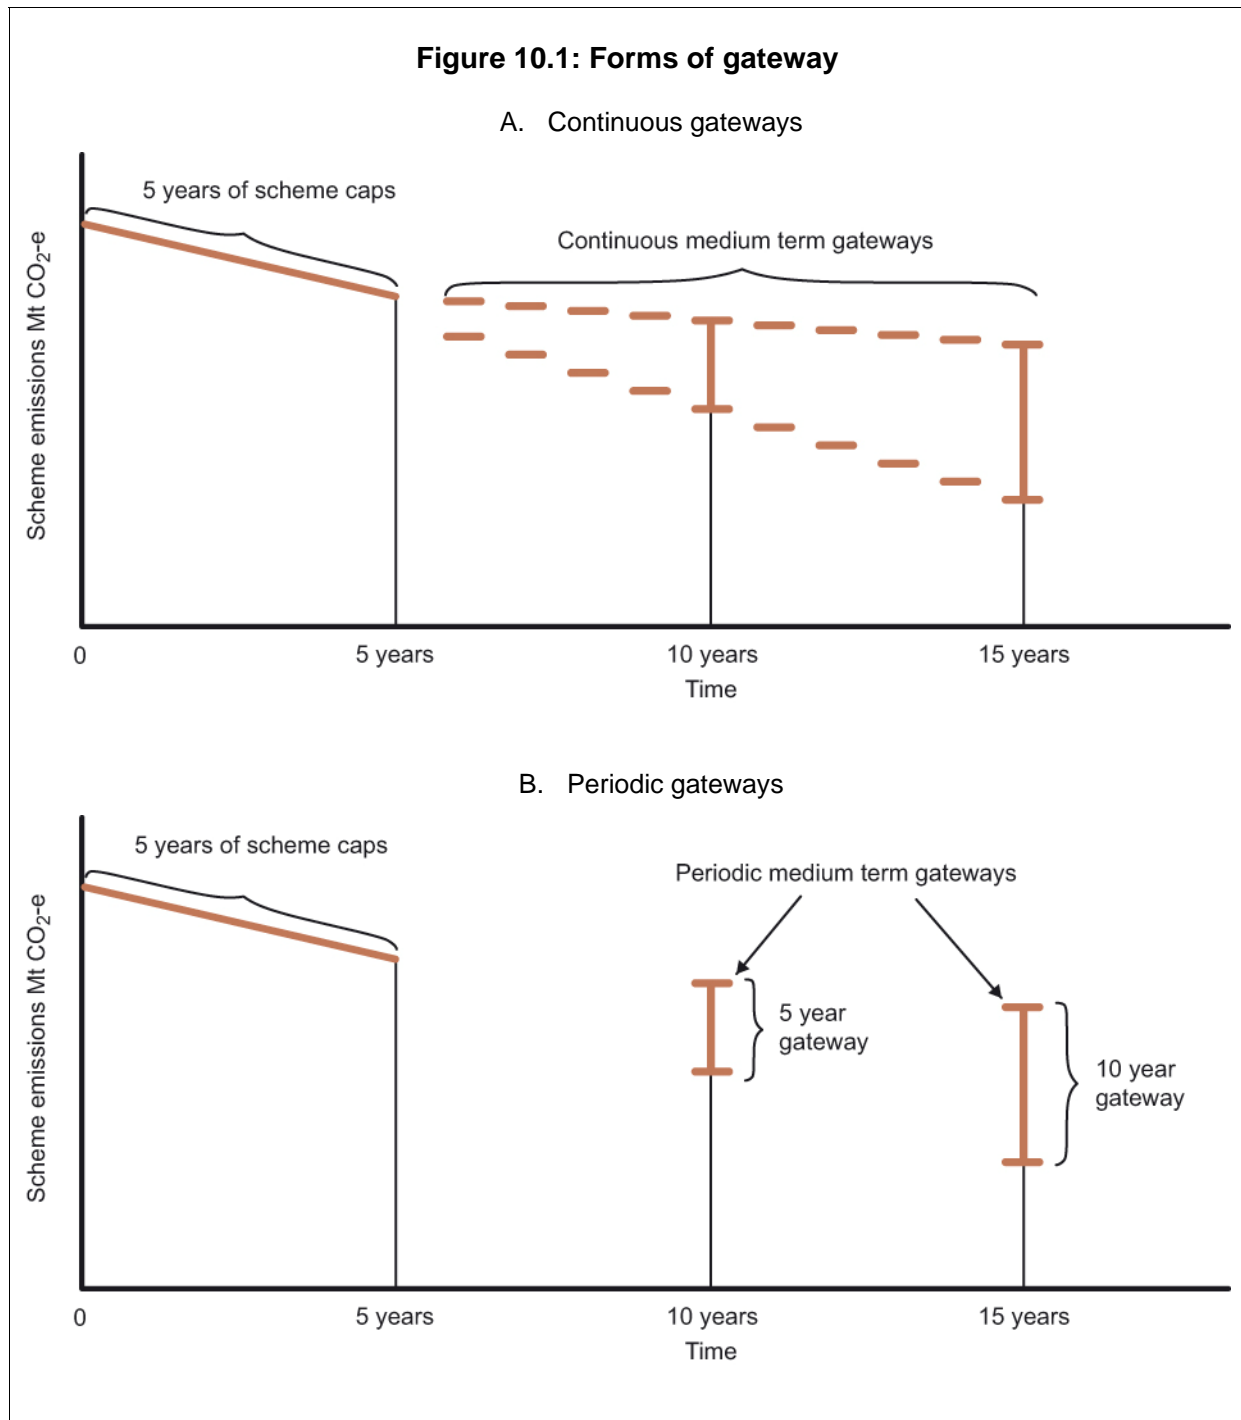 Figure 10.1: Forms of gateway
A. Continuous gateways
5 years of scheme caps
Continuous medium term gateways
Scheme emissions Mt CO₂-e
0
5 years
10 years
15 years
Time
B. Periodic gateways
5 years of scheme caps
Periodic medium term gateways
5 year
gateway
10 year
gateway
Scheme emissions Mt CO₂-e
0
5 years
10 years
15 years
Time